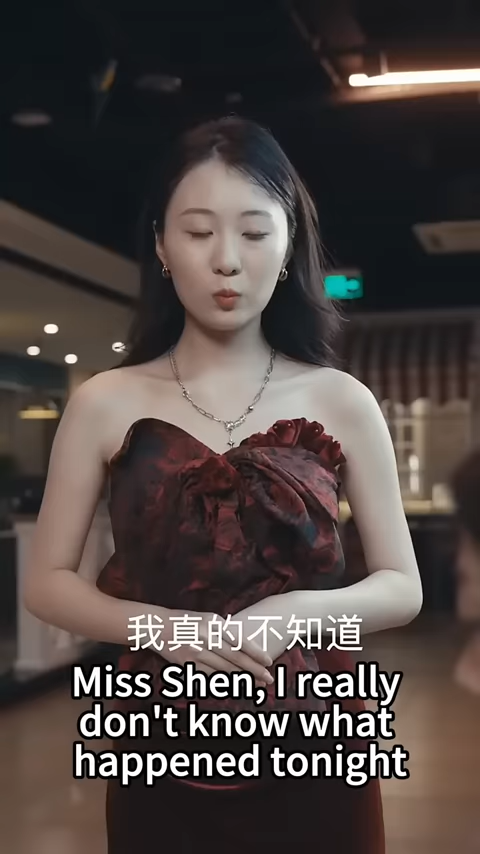 我真的不知道
Miss Shen, I really
don't know what
happened tonight